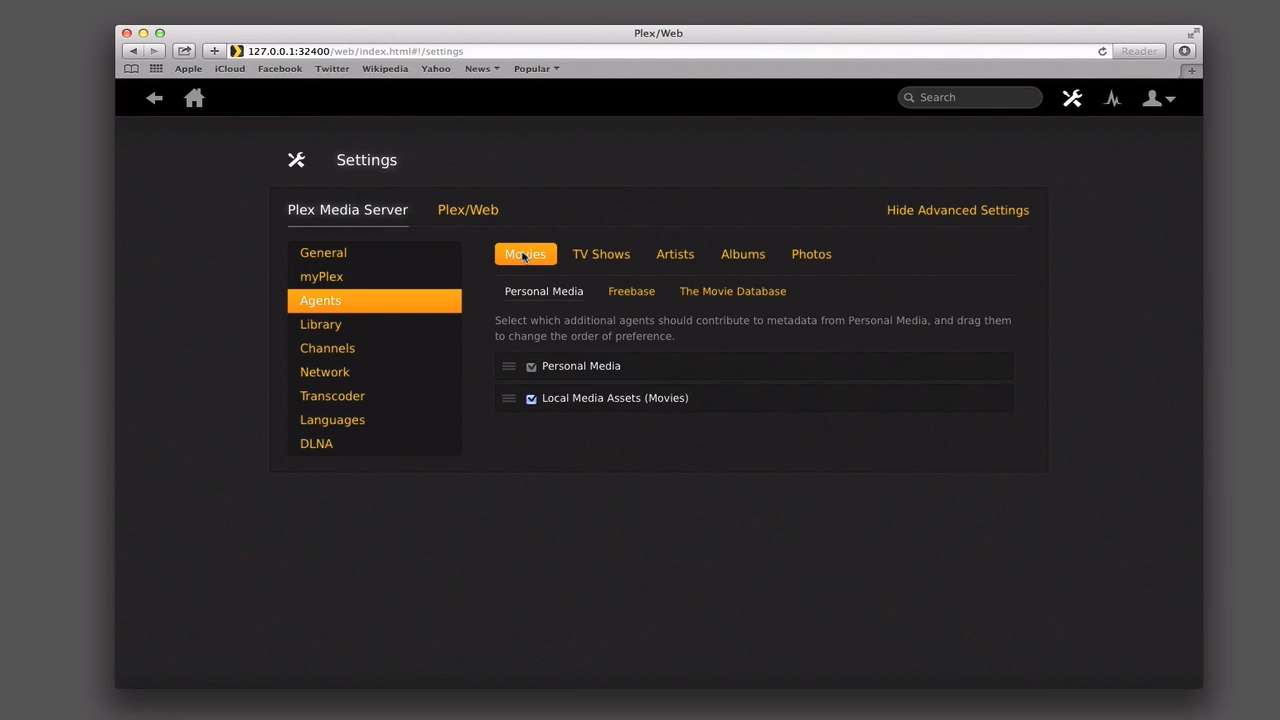 Plex/Web
127.0.0.1:32400/web/index.html#!/settings
Reader
Apple iCloud Facebook Twitter Wikipedia Yahoo News Popular
Search
Settings
Plex Media Server Plex/Web Hide Advanced Settings
General
myPlex
Agents
Library
Channels
Network
Transcoder
Languages
DLNA
Movies TV Shows Artists Albums Photos
Personal Media Freebase The Movie Database
Select which additional agents should contribute to metadata from Personal Media, and drag them
to change the order of preference.
Personal Media
Local Media Assets (Movies)